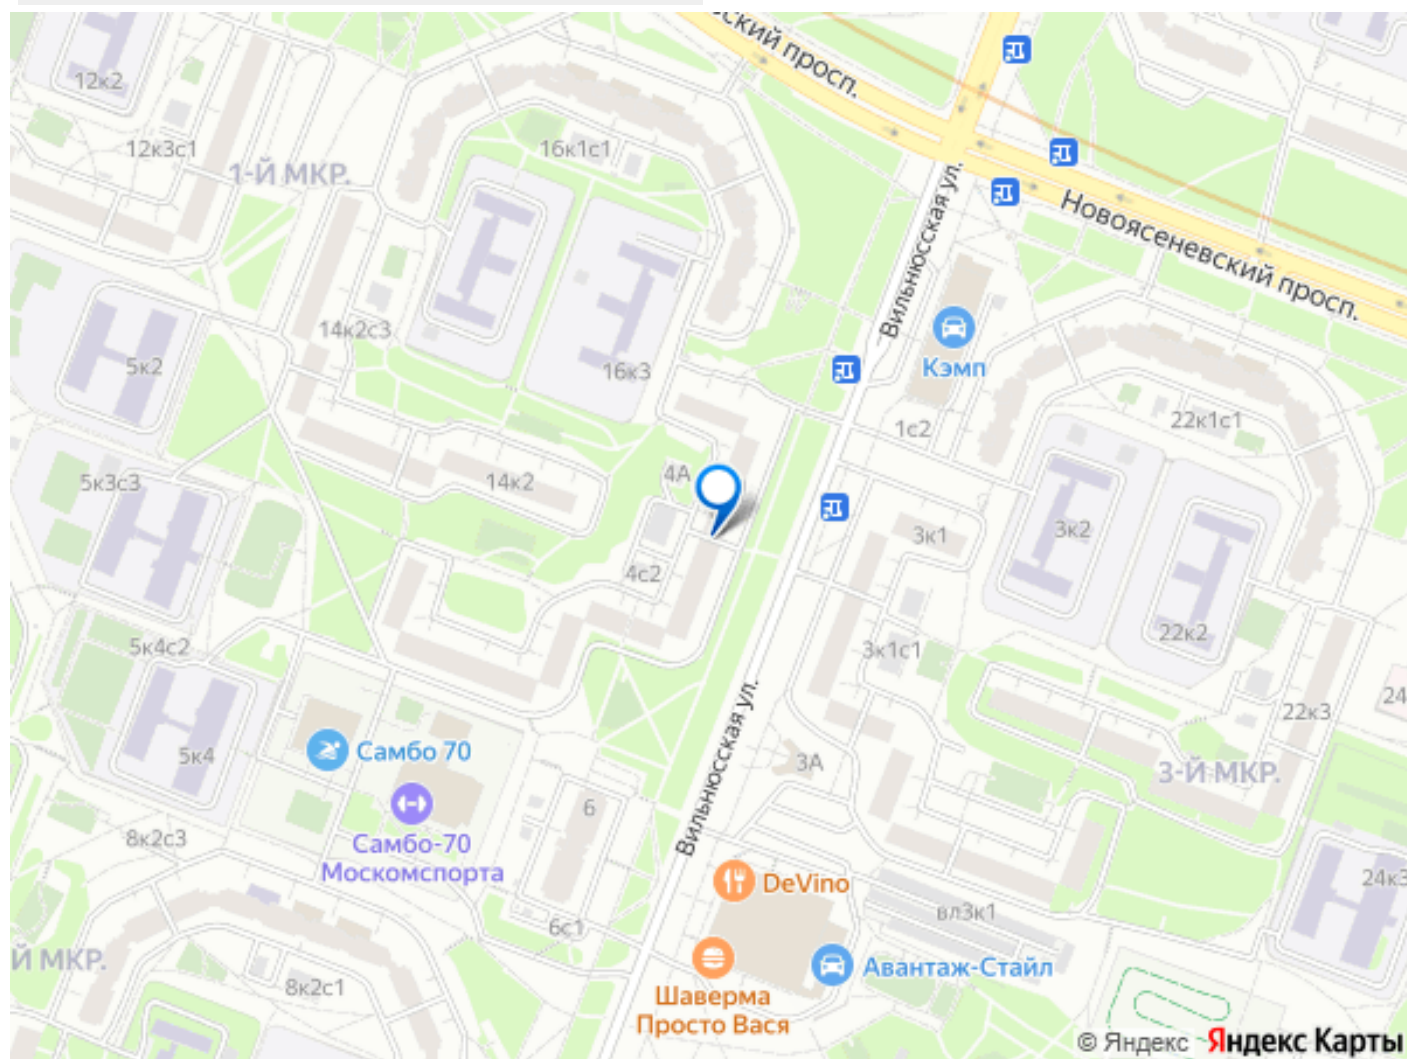 ский просп.
12к2
12к3с1
16к1с1
1-Й МКР.
Вильнюсская ул.
Новоясеневский просп.
14к2с3
5к2
16к3
Кэмп
1с2
22к1с1
5к3с3
14к2
4А
3к1
3к2
4с2
5к4с2
3к1с1
22к2
24
22к3
Вильнюсская ул.
5к4
Самбо 70
3А
3-Й МКР.
6
8к2с3
Самбо-70
Москомспорта
DeVino
24к3
вл3к1
6с1
Й МКР.
Авантаж-Стайл
8к2с1
Шаверма
Просто Вася
© Яндекс Яндекс Карты